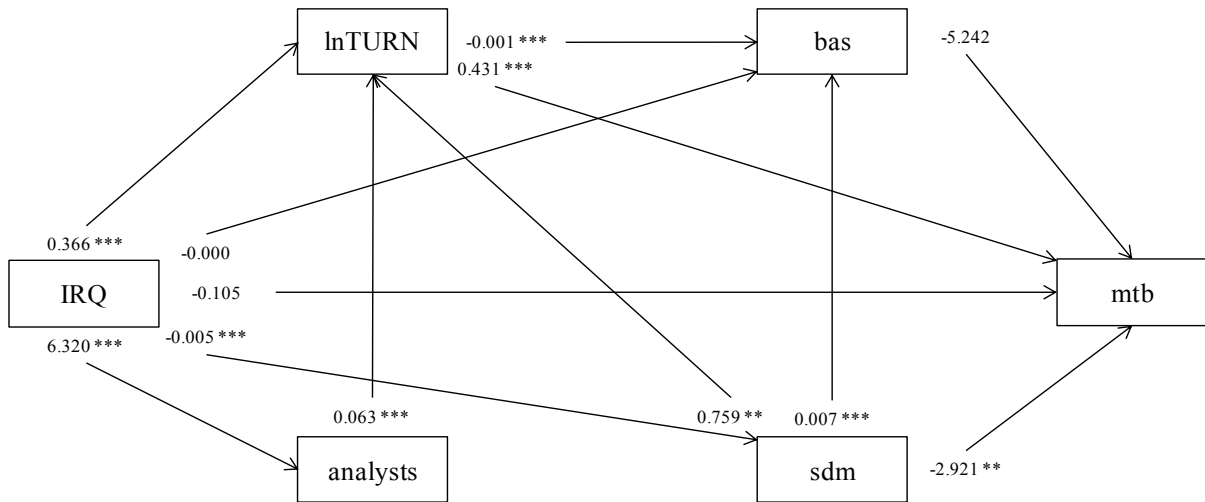 lnTURN
-0.001 ***
bas
-5.242
0.431 ***
0.366 ***
-0.000
IRQ
-0.105
mtb
-0.005 ***
6.320 ***
0.063 ***
0.759 **
0.007 ***
analysts
sdm
-2.921 **